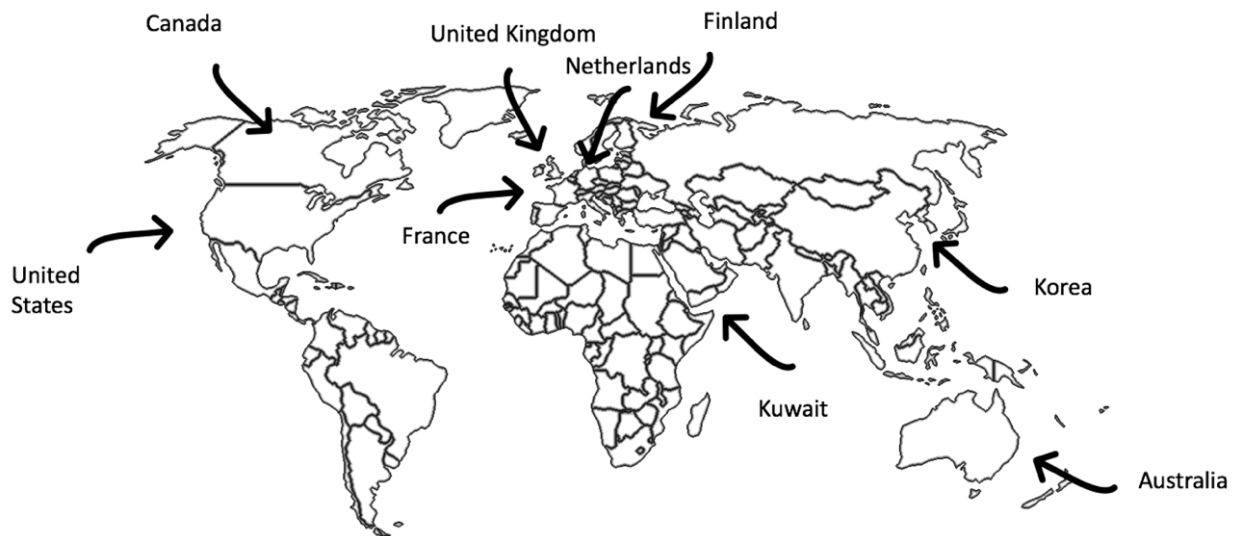 Canada
United Kingdom
Finland
Netherlands
France
United
States
Korea
Kuwait
Australia